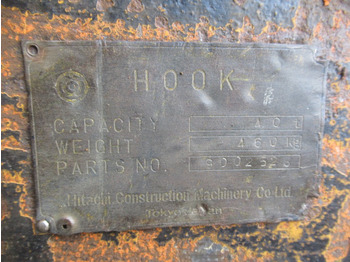 HOOK
CAPACITY
WEIGHT
PARTS NO.
Hitachi Construction Machinery Co Ltd.
Tokyo Japan